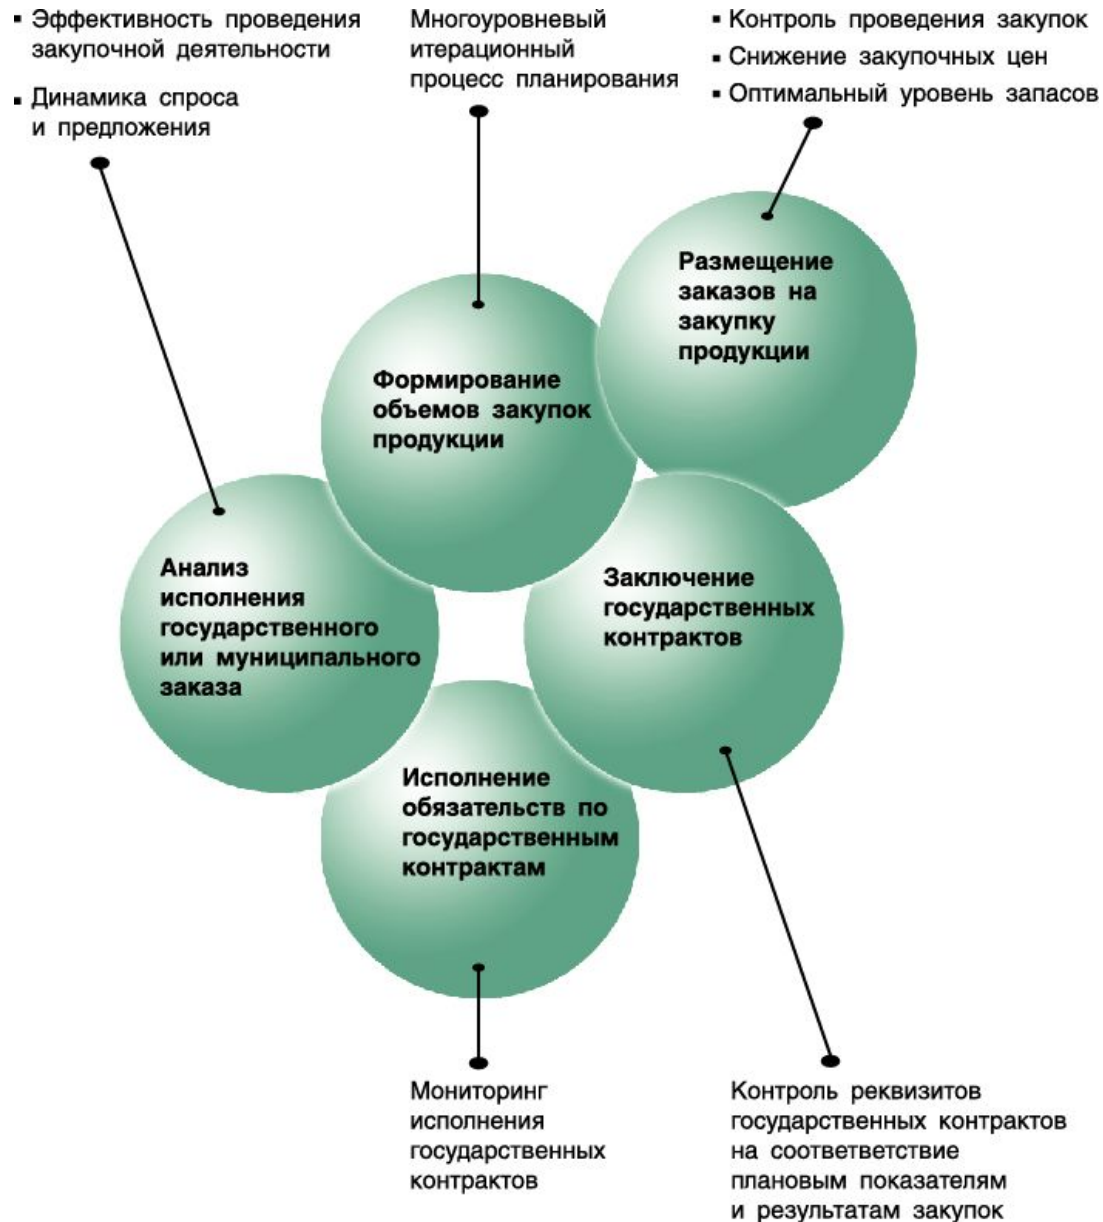 ▪ Эффективность проведения
закупочной деятельности
▪ Динамика спроса
и предложения
Многоуровневый
итерационный
процесс планирования
▪ Контроль проведения закупок
▪ Снижение закупочных цен
▪ Оптимальный уровень запасов
Размещение
заказов на
закупку
продукции
Формирование
объемов закупок
продукции
Анализ
исполнения
государственного
или муниципального
заказа
Заключение
государственных
контрактов
Исполнение
обязательств по
государственным
контрактам
Мониторинг
исполнения
государственных
контрактов
Контроль реквизитов
государственных контрактов
на соответветствие
плановым показателям
и результатам закупок